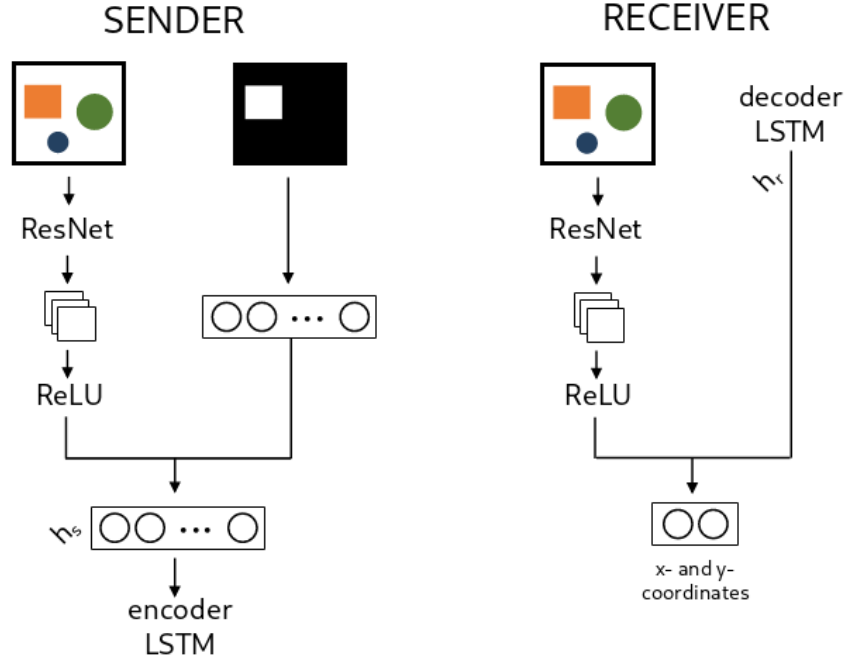 SENDER
ResNet
ReLU
• • •
hₛ
• • •
encoder
LSTM
RECEIVER
decoder
LSTM
hᵣ
ResNet
ReLU
x- and y-
coordinates